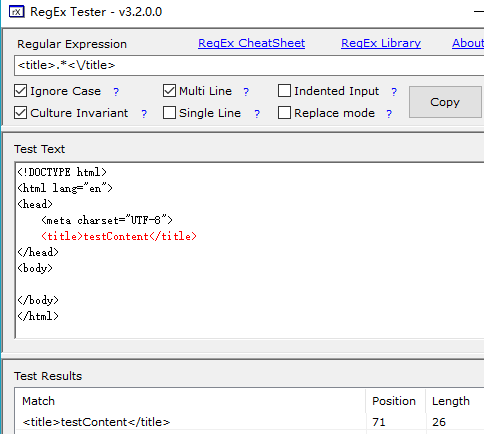 RegEx Tester - v3.2.0.0
Regular Expression RegEx CheatSheet RegEx Library About
<title>.*<\/title>
Ignore Case ? Multi Line ? Indented Input ?
Culture Invariant ? Single Line ? Replace mode ? Copy
Test Text
<!DOCTYPE html>
<html lang="en">
<head>
    <meta charset="UTF-8">
    <title>testContent</title>
</head>
<body>

</body>
</html>
Test Results
Match Position Length
<title>testContent</title> 71 26